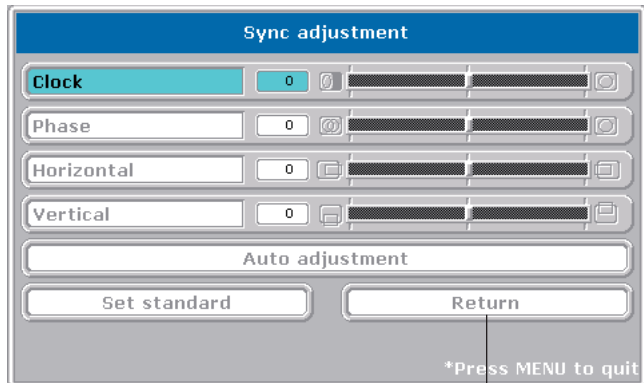 Sync adjustment
Clock 0
Phase 0
Horizontal 0
Vertical 0
Auto adjustment
Set standard Return
*Press MENU to quit